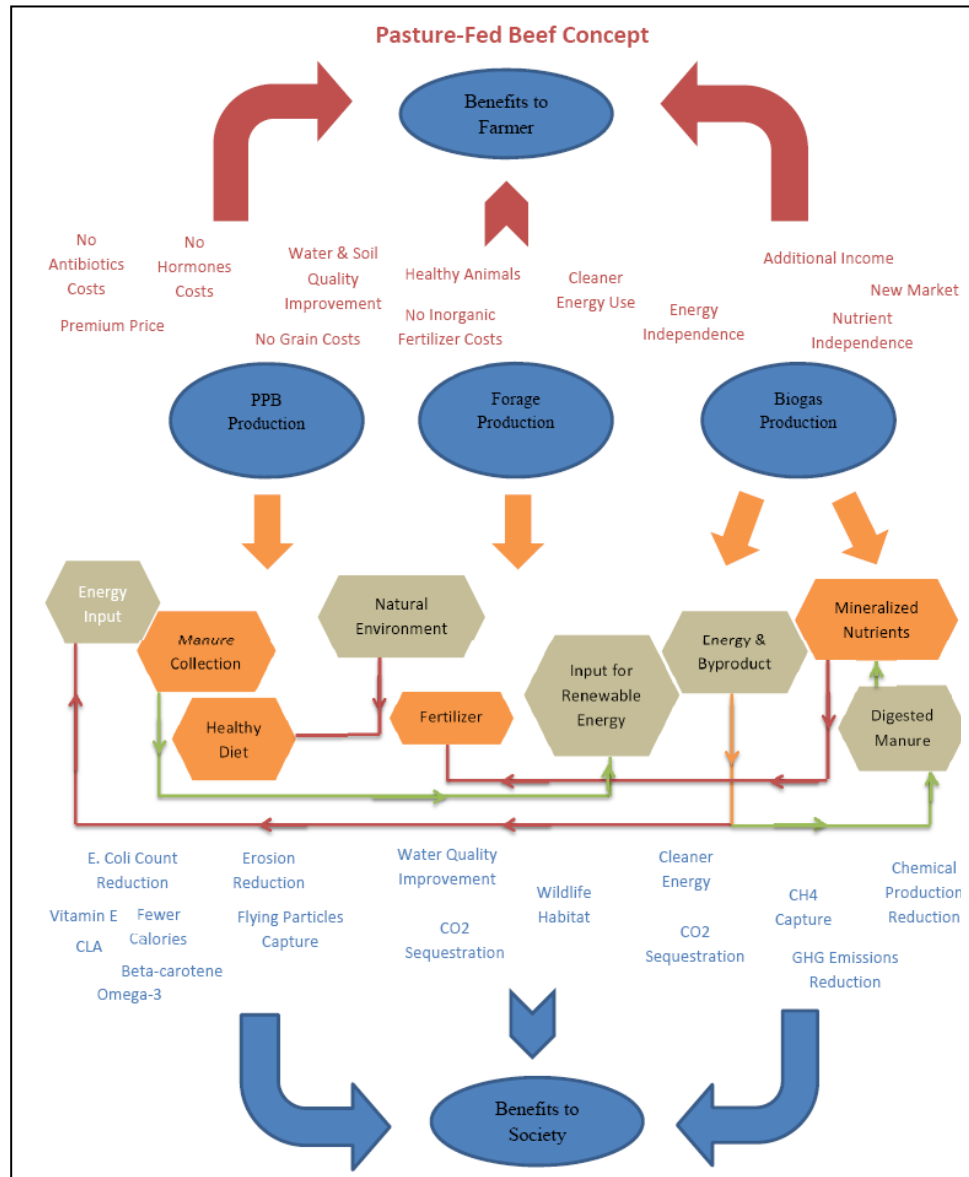 Pasture-Fed Beef Concept
Benefits to
Farmer
No
Antibiotics
Costs
No
Hormones
Costs
Premium Price
Water & Soil
Quality
Improvement
No Grain Costs
Healthy Animals
No Inorganic
Fertilizer Costs
Cleaner
Energy Use
Energy
Independence
Additional Income
New Market
Nutrient
Independence
PPB
Production
Forage
Production
Biogas
Production
Energy
Input
Manure
Collection
Healthy
Diet
Natural
Environment
Fertilizer
Input for
Renewable
Energy
Energy &
Byproduct
Mineralized
Nutrients
Digested
Manure
E. Coli Count
Reduction
Vitamin E
CLA
Fewer
Calories
Beta-carotene
Omega-3
Erosion
Reduction
Flying Particles
Capture
Water Quality
Improvement
CO2
Sequestration
Wildlife
Habitat
Cleaner
Energy
CO2
Sequestration
CH4
Capture
GHG Emissions
Reduction
Chemical
Production
Reduction
Benefits to
Society